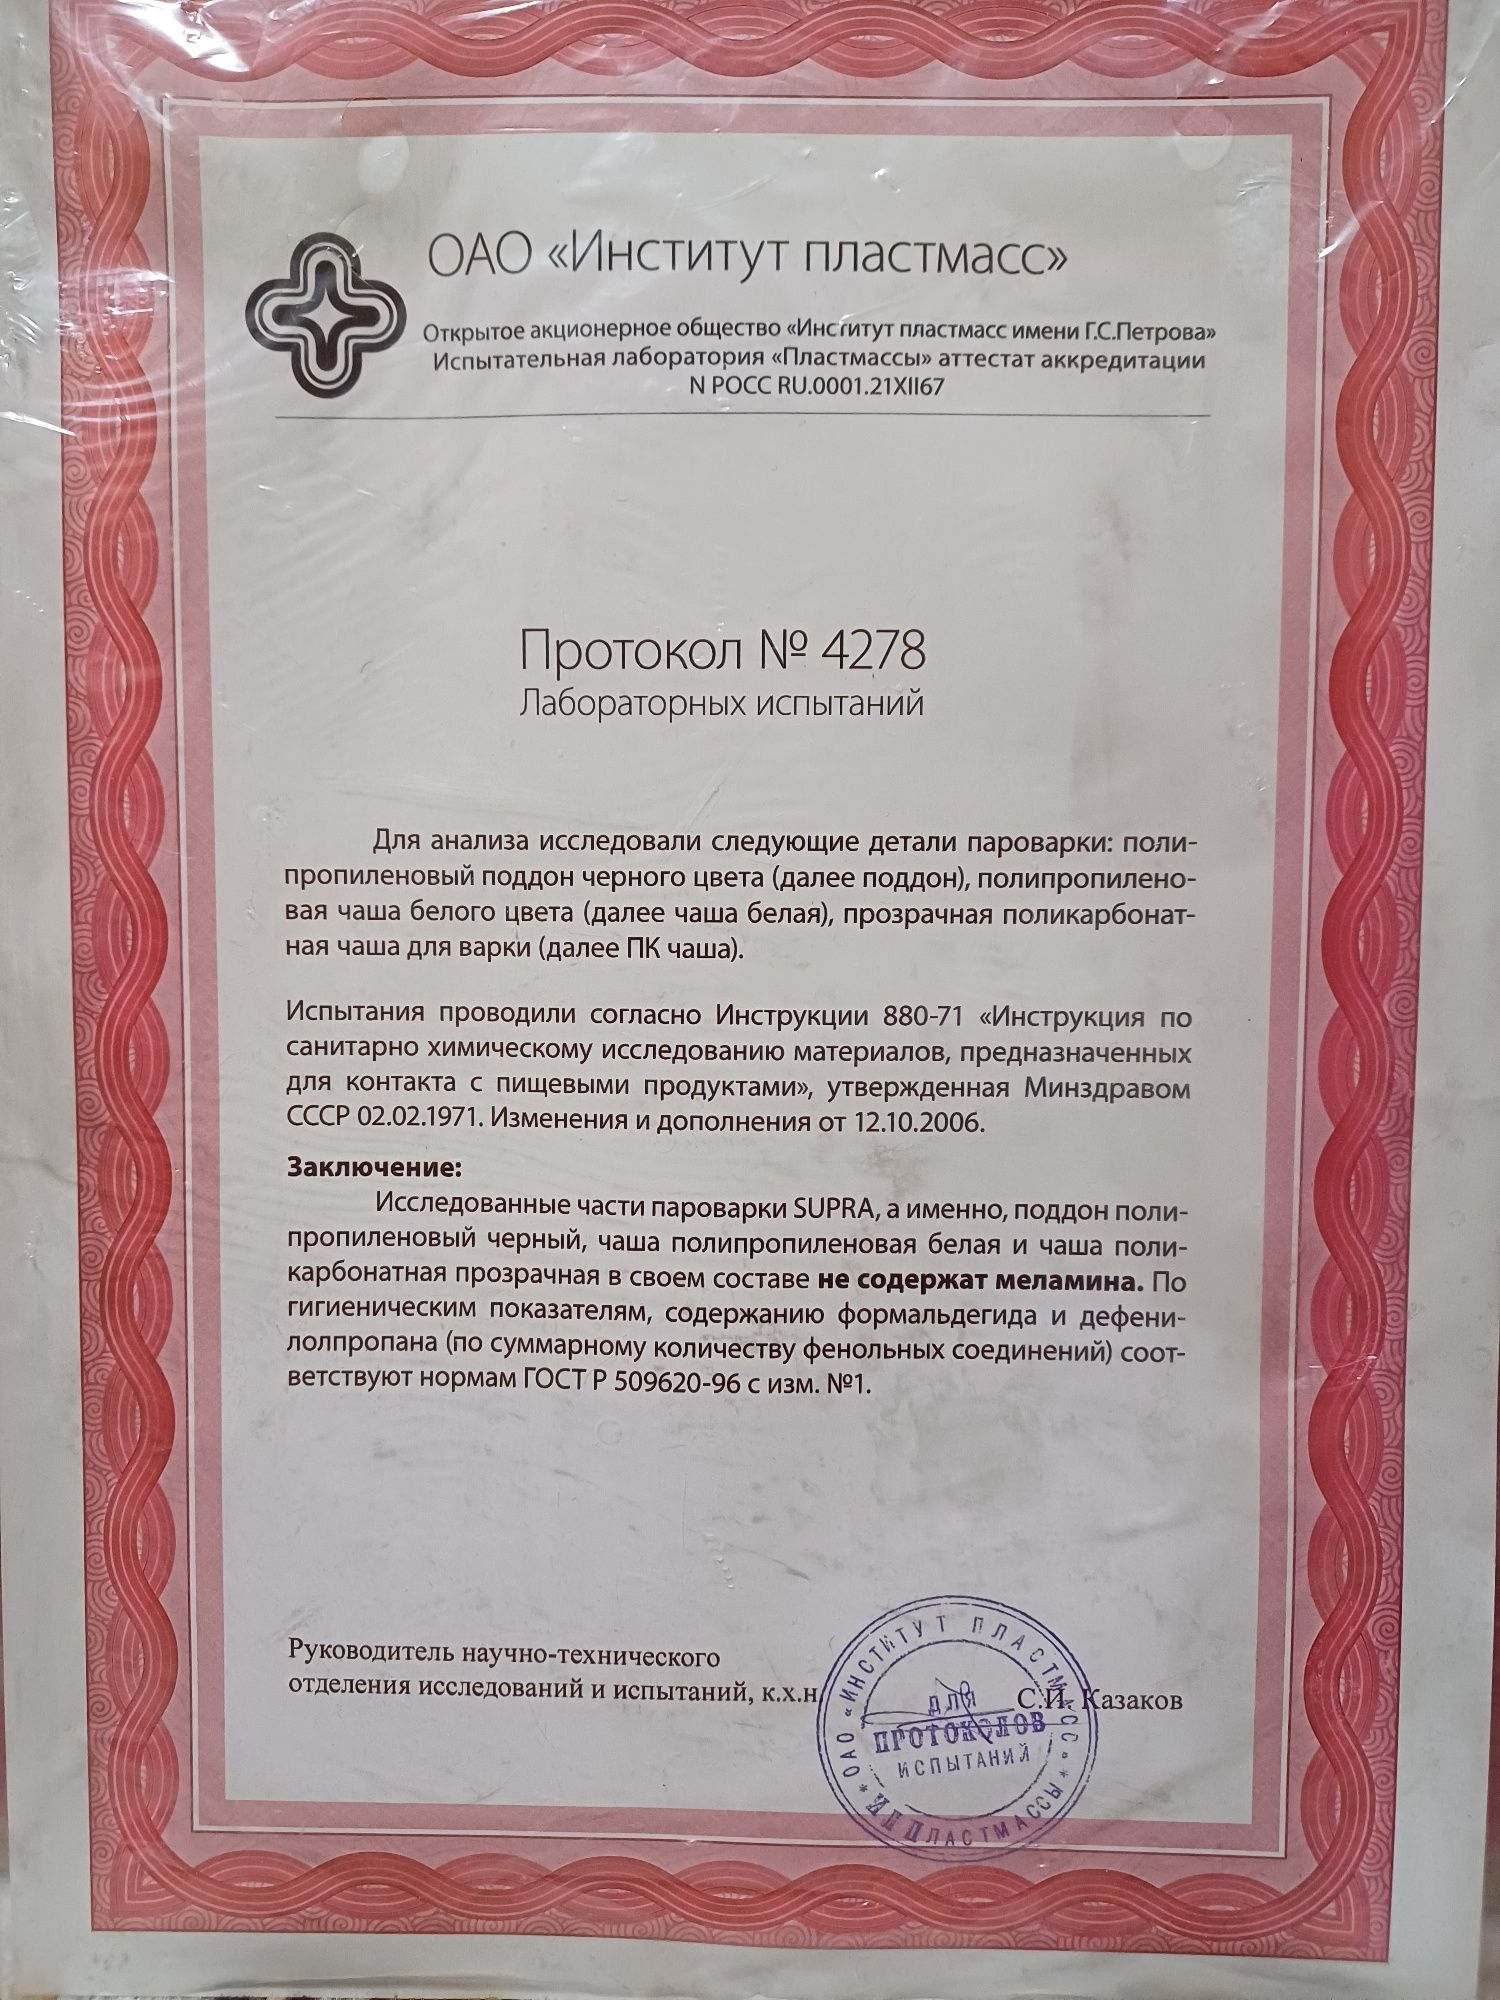 ОАО «Институт пластмасс»
Открытое акционерное общество «Институт пластмасс имени Г.С.Петрова»
Испытательная лаборатория «Пластмассы» аттестат аккредитации
N РОСС RU.0001.21ХII67
Протокол № 4278
Лабораторных испытаний
Для анализа исследовали следующие детали пароварки: поли-
пропиленовый поддон черного цвета (далее поддон), полипропилено-
вая чаша белого цвета (далее чаша белая), прозрачная поликарбонат-
ная чаша для варки (далее ПК чаша).
Испытания проводили согласно Инструкции 880-71 «Инструкция по
санитарно химическому исследованию материалов, предназначенных
для контакта с пищевыми продуктами», утвержденная Минздравом
СССР 02.02.1971. Изменения и дополнения от 12.10.2006.
Заключение:
Исследованные части пароварки SUPRA, а именно, поддон поли-
пропиленовый черный, чаша полипропиленовая белая и чаша поли-
карбонатная прозрачная в своем составе не содержат меламина. По
гигиеническим показателям, содержанию формальдегида и дефени-
лолпропана (по суммарному количеству фенольных соединений) соот-
ветствуют нормам ГОСТ Р 509620-96 с изм. №1.
Руководитель научно-технического
отделения исследований и испытаний, к.х.н.
С.И. Казаков
ОАО «ИНСТИТУТ ПЛАСТМАСС»
ДЛЯ
ПРОТОКОЛОВ
ИСПЫТАНИЙ
ПЛАСТМАССЫ